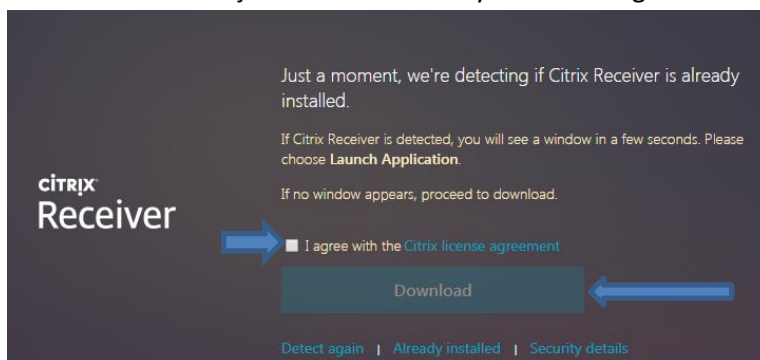 Just a moment, we're detecting if Citrix Receiver is already
installed.
If Citrix Receiver is detected, you will see a window in a few seconds. Please
choose Launch Application.
If no window appears, proceed to download.
CITRIX
Receiver
I agree with the Citrix license agreement
Download
Detect again | Already installed | Security details